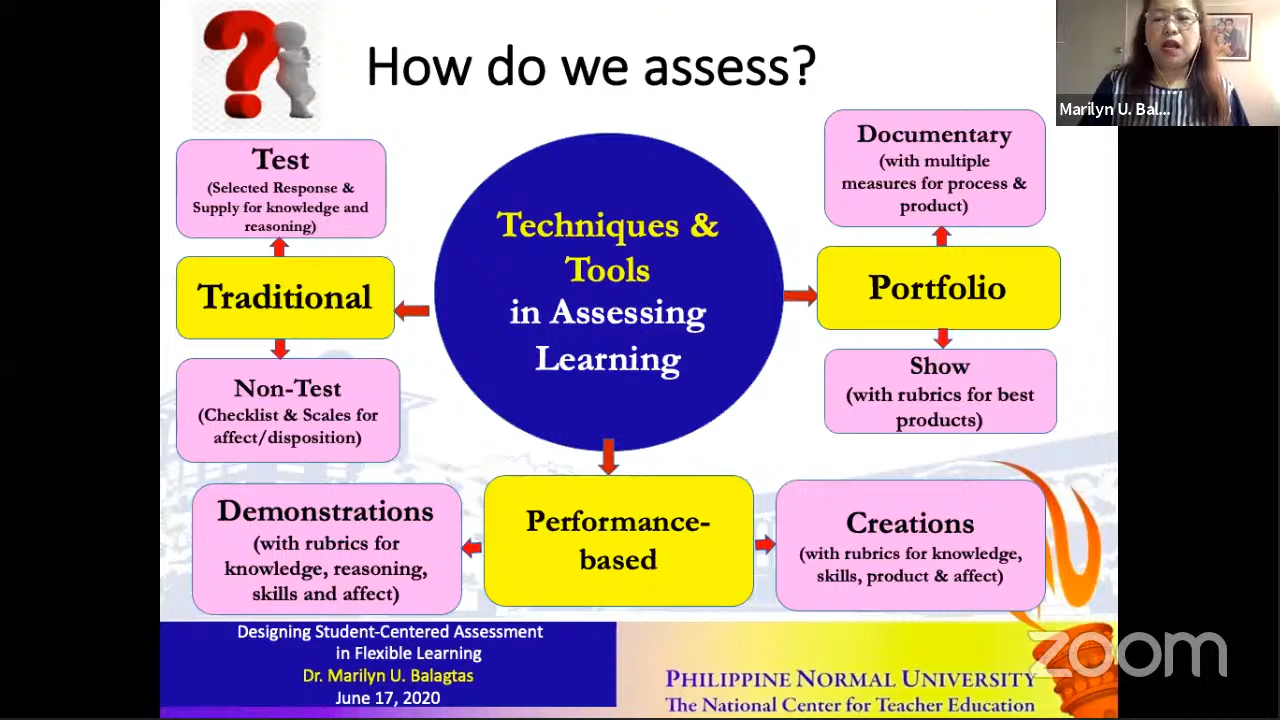 How do we assess?
Marilyn U. Bal...
Test
(Selected Response &
Supply for knowledge and
reasoning)
Traditional
Non-Test
(Checklist & Scales for
affect/disposition)
Techniques &
Tools
in Assessing
Learning
Documentary
(with multiple
measures for process &
product)
Portfolio
Show
(with rubrics for best
products)
Demonstrations
(with rubrics for
knowledge, reasoning,
skills and affect)
Performance-
based
Creations
(with rubrics for knowledge,
skills, product & affect)
Designing Student-Centered Assessment
in Flexible Learning
Dr. Marilyn U. Balagtas
June 17, 2020
PHILIPPINE NORMAL UNIVERSITY
The National Center for Teacher Education
zoom